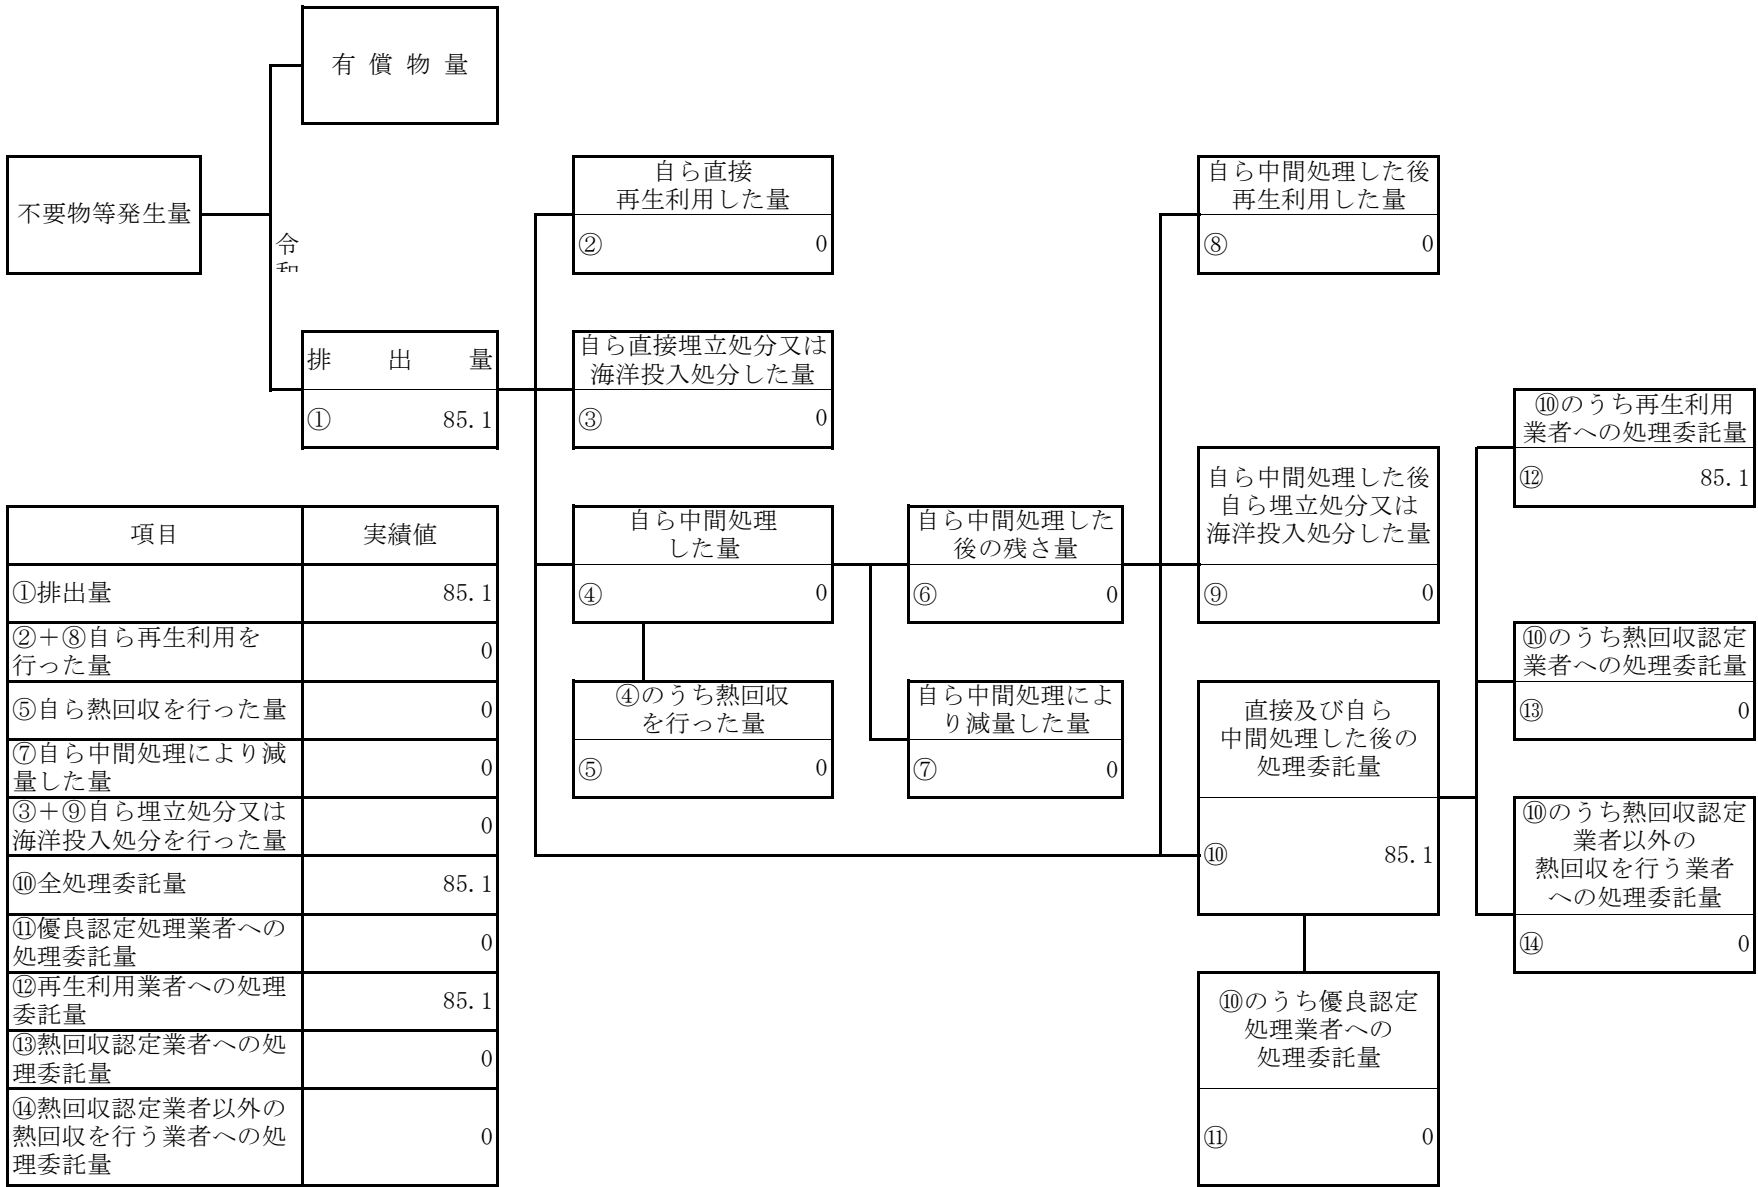 有償物量
不要物等発生量
令
和
自ら直接
再生利用した量
② 0
自ら中間処理した後
再生利用した量
⑧ 0
排出量
① 85.1
自ら直接埋立処分又は
海洋投入処分した量
③ 0
⑩のうち再生利用
業者への処理委託量
⑫ 85.1
自ら中間処理
した量
④ 0
自ら中間処理した
後の残さ量
⑥ 0
自ら中間処理した後
自ら埋立処分又は
海洋投入処分した量
⑨ 0
⑩のうち熱回収認定
業者への処理委託量
⑬ 0
④のうち熱回収
を行った量
⑤ 0
自ら中間処理によ
り減量した量
⑦ 0
直接及び自ら
中間処理した後の
処理委託量
⑩ 85.1
⑩のうち熱回収認定
業者以外の
熱回収を行う業者
への処理委託量
⑭ 0
⑩のうち優良認定
処理業者への
処理委託量
⑪ 0
項目 実績値
①排出量 85.1
②＋⑧自ら再生利用を
行った量 0
⑤自ら熱回収を行った量 0
⑦自ら中間処理により減
量した量 0
③＋⑨自ら埋立処分又は
海洋投入処分を行った量 0
⑩全処理委託量 85.1
⑪優良認定処理業者への
処理委託量 0
⑫再生利用業者への処理
委託量 85.1
⑬熱回収認定業者への処
理委託量 0
⑭熱回収認定業者以外の
熱回収を行う業者への処
理委託量 0